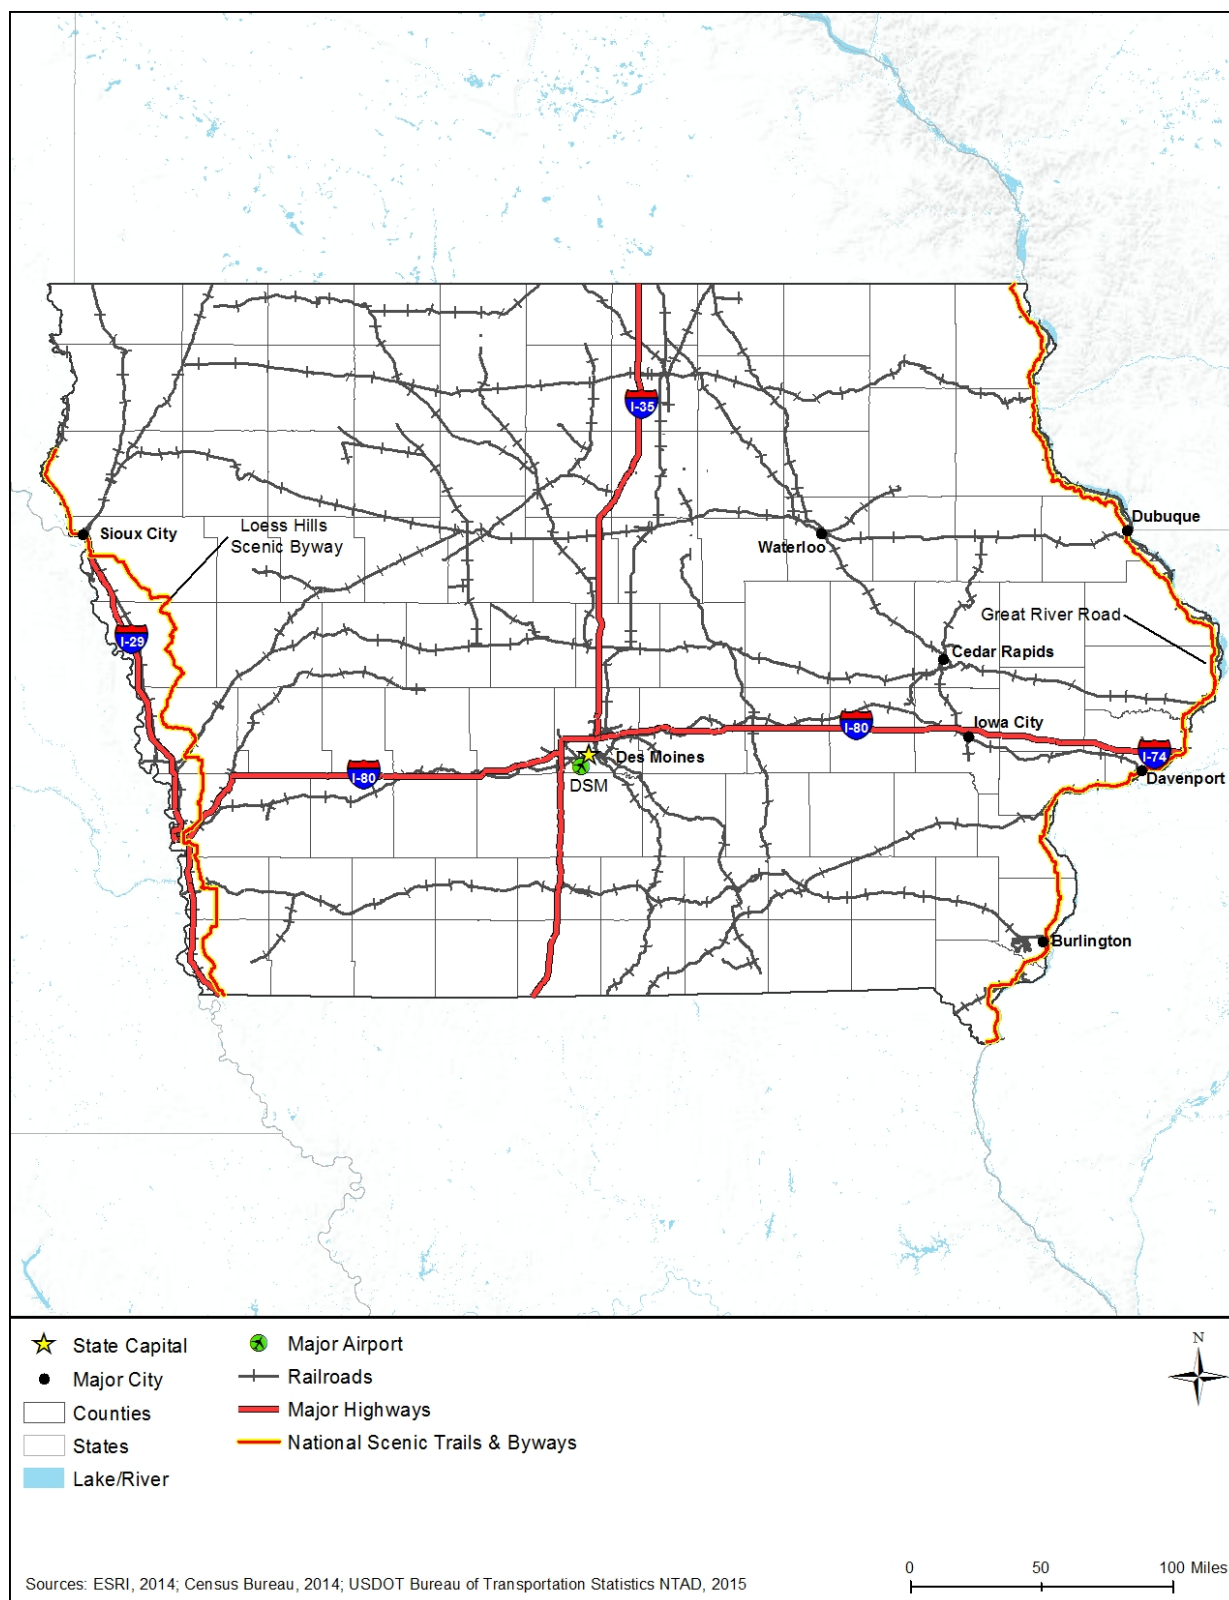 I-35
Sioux City
Loess Hills
Scenic Byway
Dubuque
Waterloo
Great River Road
I-29
Cedar Rapids
Iowa City
I-80
I-74
Des Moines
I-80
DSM
Davenport
Burlington
State Capital
Major City
Counties
States
Lake/River
Major Airport
Railroads
Major Highways
National Scenic Trails & Byways
N
0 50 100 Miles
Sources: ESRI, 2014; Census Bureau, 2014; USDOT Bureau of Transportation Statistics NTAD, 2015